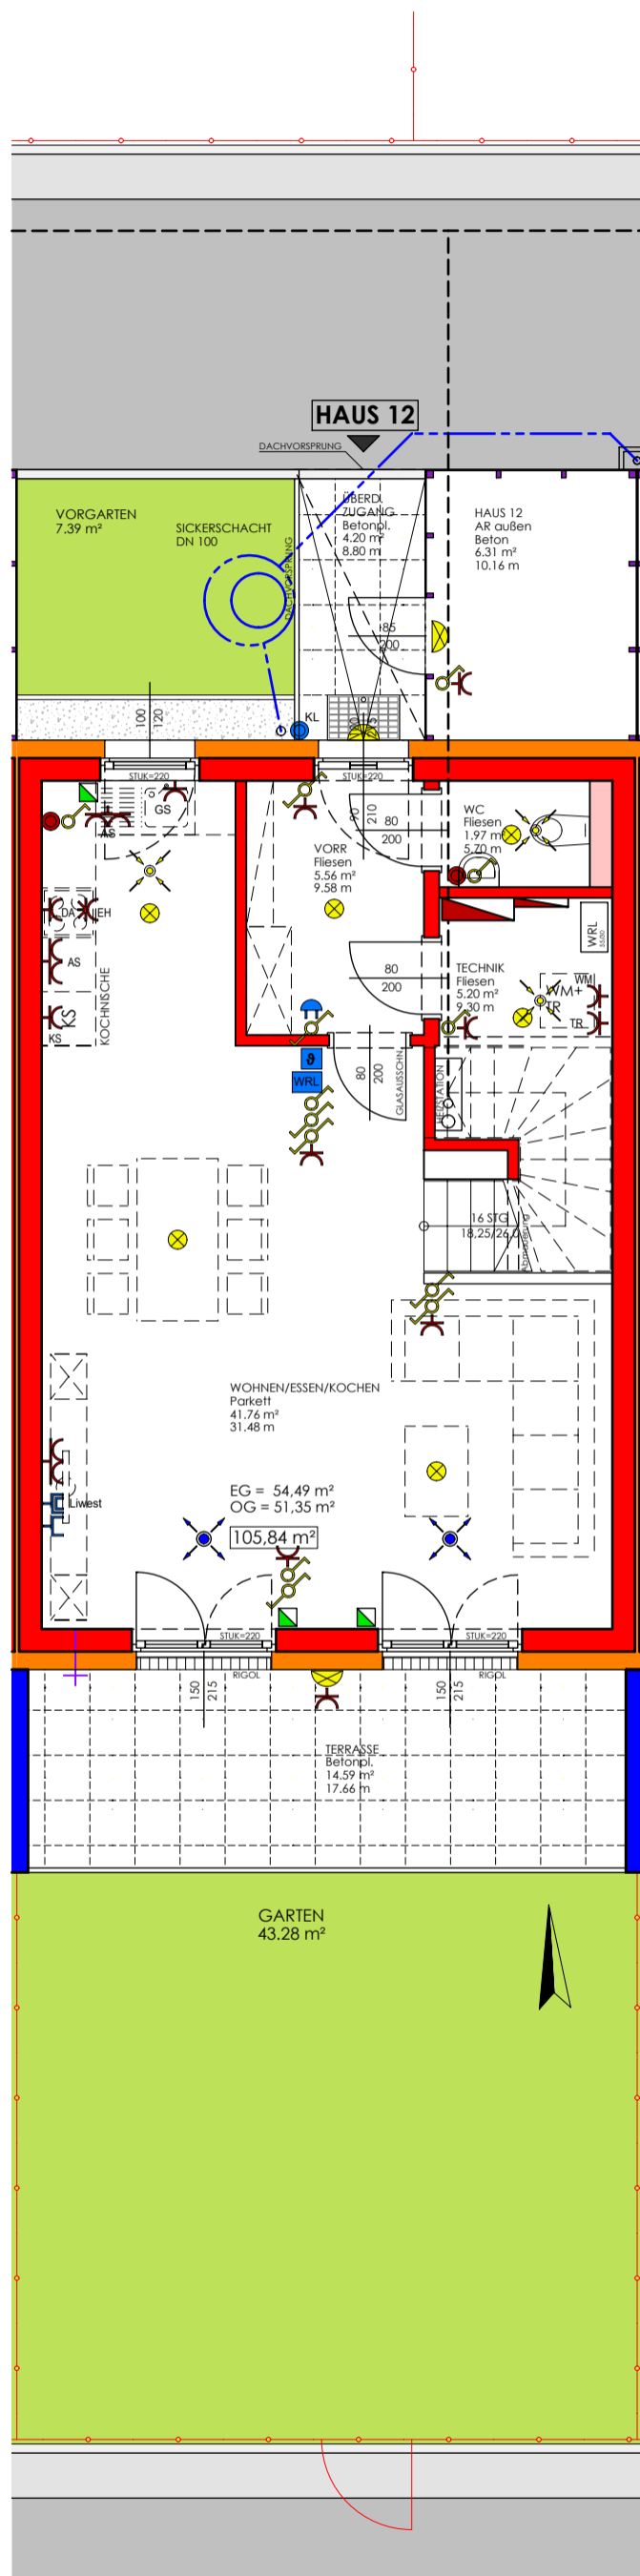 HAUS 12
DACHVORSPRUNG
VORGARTEN
7.39 m²
SICKERSCHACHT
DN 100
DACHVORSPRUNG
ÜBERD.
ZUGANG
Betonpl.
4.20 m²
8.80 m
HAUS 12
AR außen
Beton
6.31 m²
10.16 m
85
200
100
120
KL
STUK=220
STUK=220
GS
AS
90
210
80
200
VORR
Fliesen
5.56 m²
9.58 m
WC
Fliesen
1.97 m²
5.70 m
DA
EH
AS
KS
KS
KOCHNISCHE
80
200
TECHNIK
Fliesen
5.20 m²
9.30 m
WRL
WM
WM+
TR
TR
HEIZSTATION
ϑ
WRL
80
200
GLASAUSSCHN.
16 STG
18,25/26,0
Abmauerung
WOHNEN/ESSEN/KOCHEN
Parkett
41.76 m²
31.48 m
EG = 54,49 m²
OG = 51,35 m²
105,84 m²
Liwest
STUK=220
STUK=220
RIGOL
RIGOL
150
215
150
215
TERRASSE
Betonpl.
14.59 m²
17.66 m
GARTEN
43.28 m²